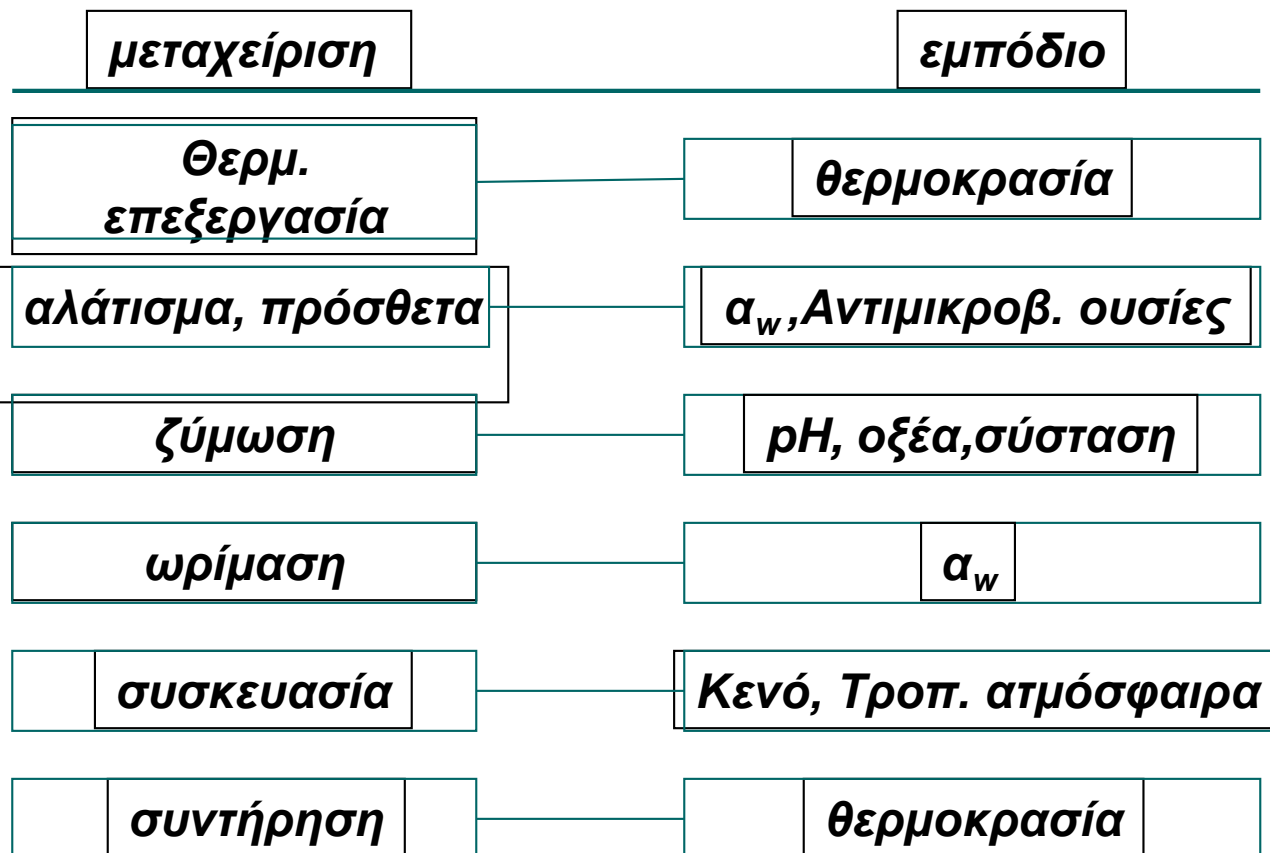 μεταχείριση εμπόδιο
Θερμ.
επεξεργασία
θερμοκρασία
αλάτισμα, πρόσθετα αw ,Αντιμικροβ. ουσίες
ζύμωση pH, οξέα,σύσταση
ωρίμαση αw
συσκευασία Κενό, Τροπ. ατμόσφαιρα
συντήρηση θερμοκρασία